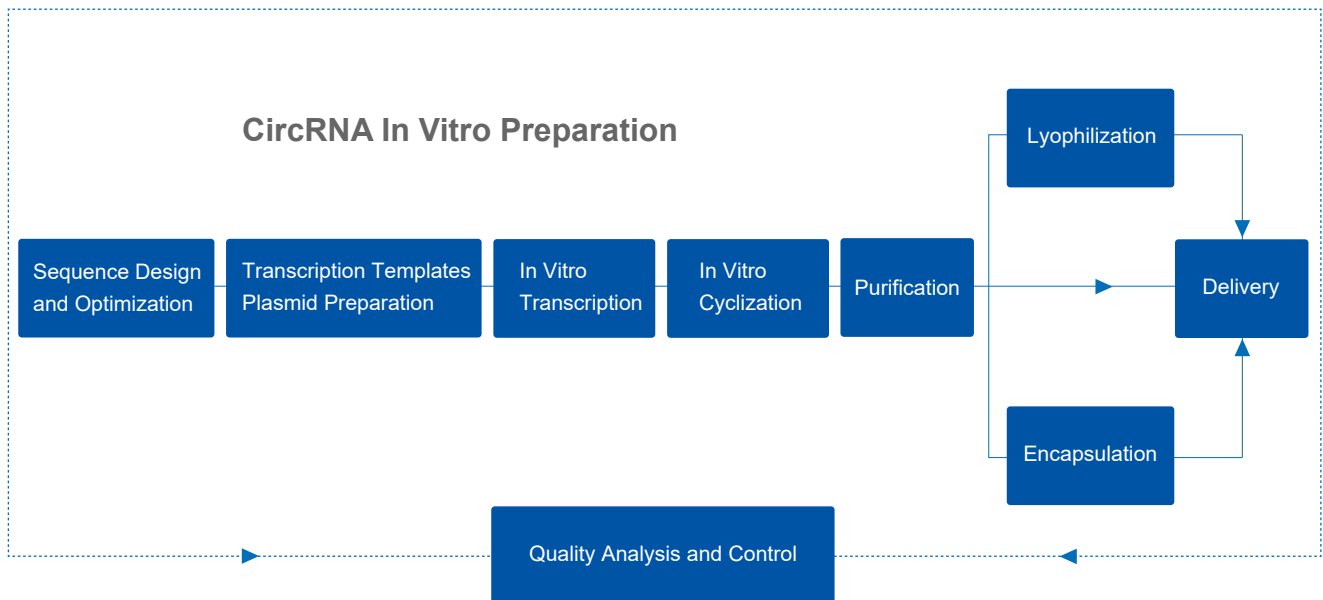 CircRNA In Vitro Preparation
Sequence Design
and Optimization
Transcription Templates
Plasmid Preparation
In Vitro
Transcription
In Vitro
Cyclization
Purification
Lyophilization
Delivery
Encapsulation
Quality Analysis and Control